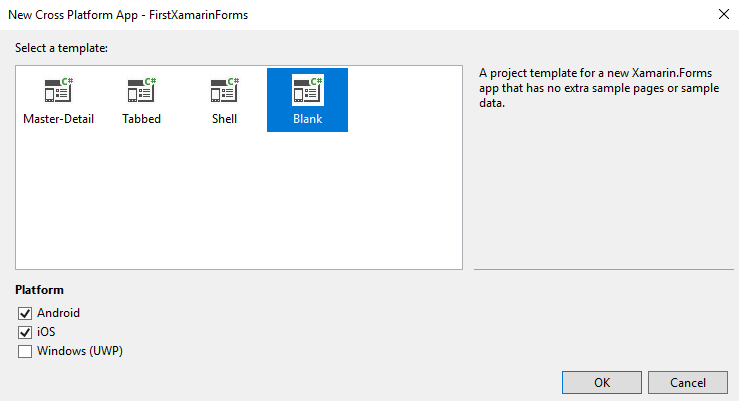 New Cross Platform App - FirstXamarinForms
Select a template:
C# C# C# C#
Master-Detail Tabbed Shell Blank
A project template for a new Xamarin.Forms
app that has no extra sample pages or sample
data.
Platform
Android
iOS
Windows (UWP)
OK Cancel